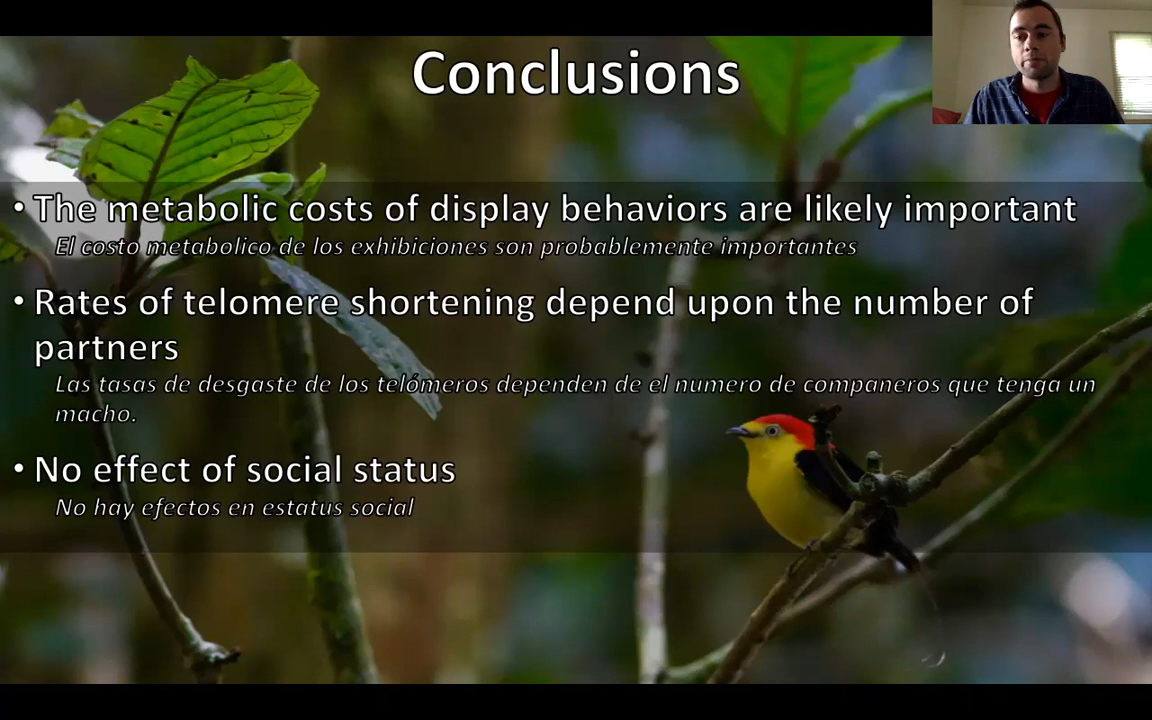 Conclusions
• The metabolic costs of display behaviors are likely important
El costo metabolico de los exhibiciones son probablemente importantes
• Rates of telomere shortening depend upon the number of
partners
Las tasas de desgaste de los telómeros dependen de el numero de companeros que tenga un
macho.
• No effect of social status
No hay efectos en estatus social